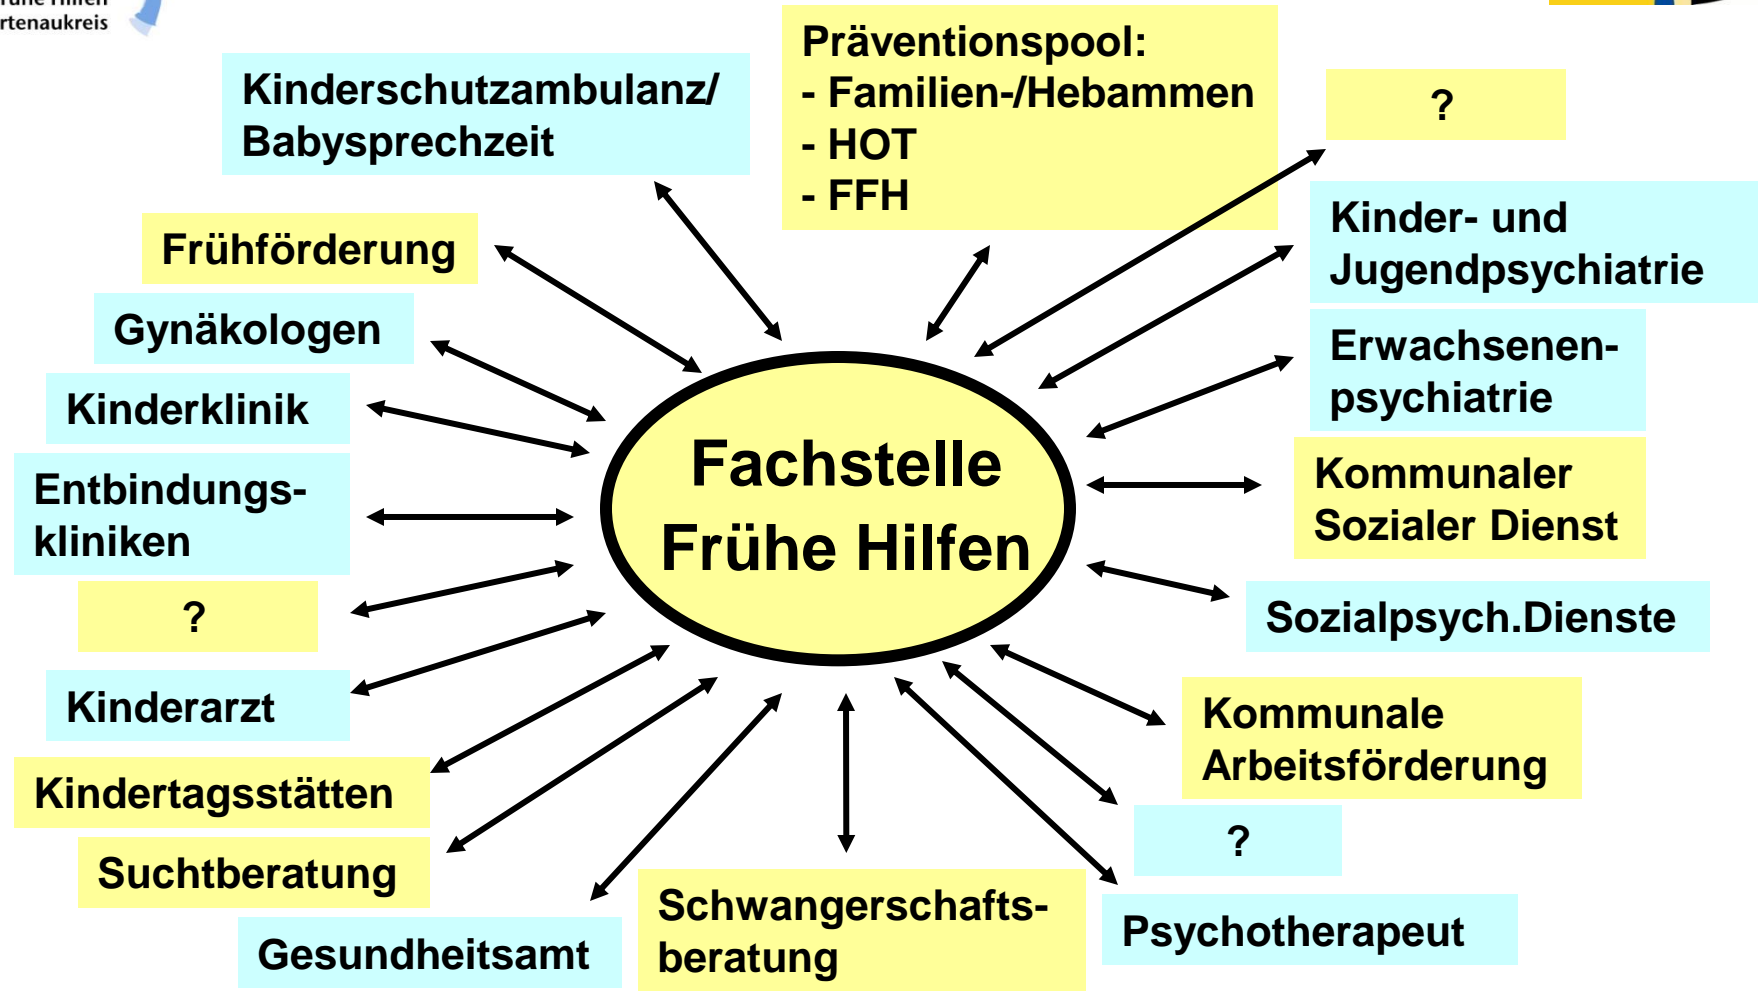 rtenaukreis
Kinderschutzambulanz/
Babysprechzeit
Präventionspool:
- Familien-/Hebammen
- HOT
- FFH
?
Kinder- und
Jugendpsychiatrie
Erwachsenen-
psychiatrie
Kommunaler
Sozialer Dienst
Sozialpsych.Dienste
Kommunale
Arbeitsförderung
?
Psychotherapeut
Schwangerschafts-
beratung
Gesundheitsamt
Suchtberatung
Kindertagsstätten
Kinderarzt
?
Entbindungs-
kliniken
Kinderklinik
Gynäkologen
Frühförderung
Fachstelle
Frühe Hilfen